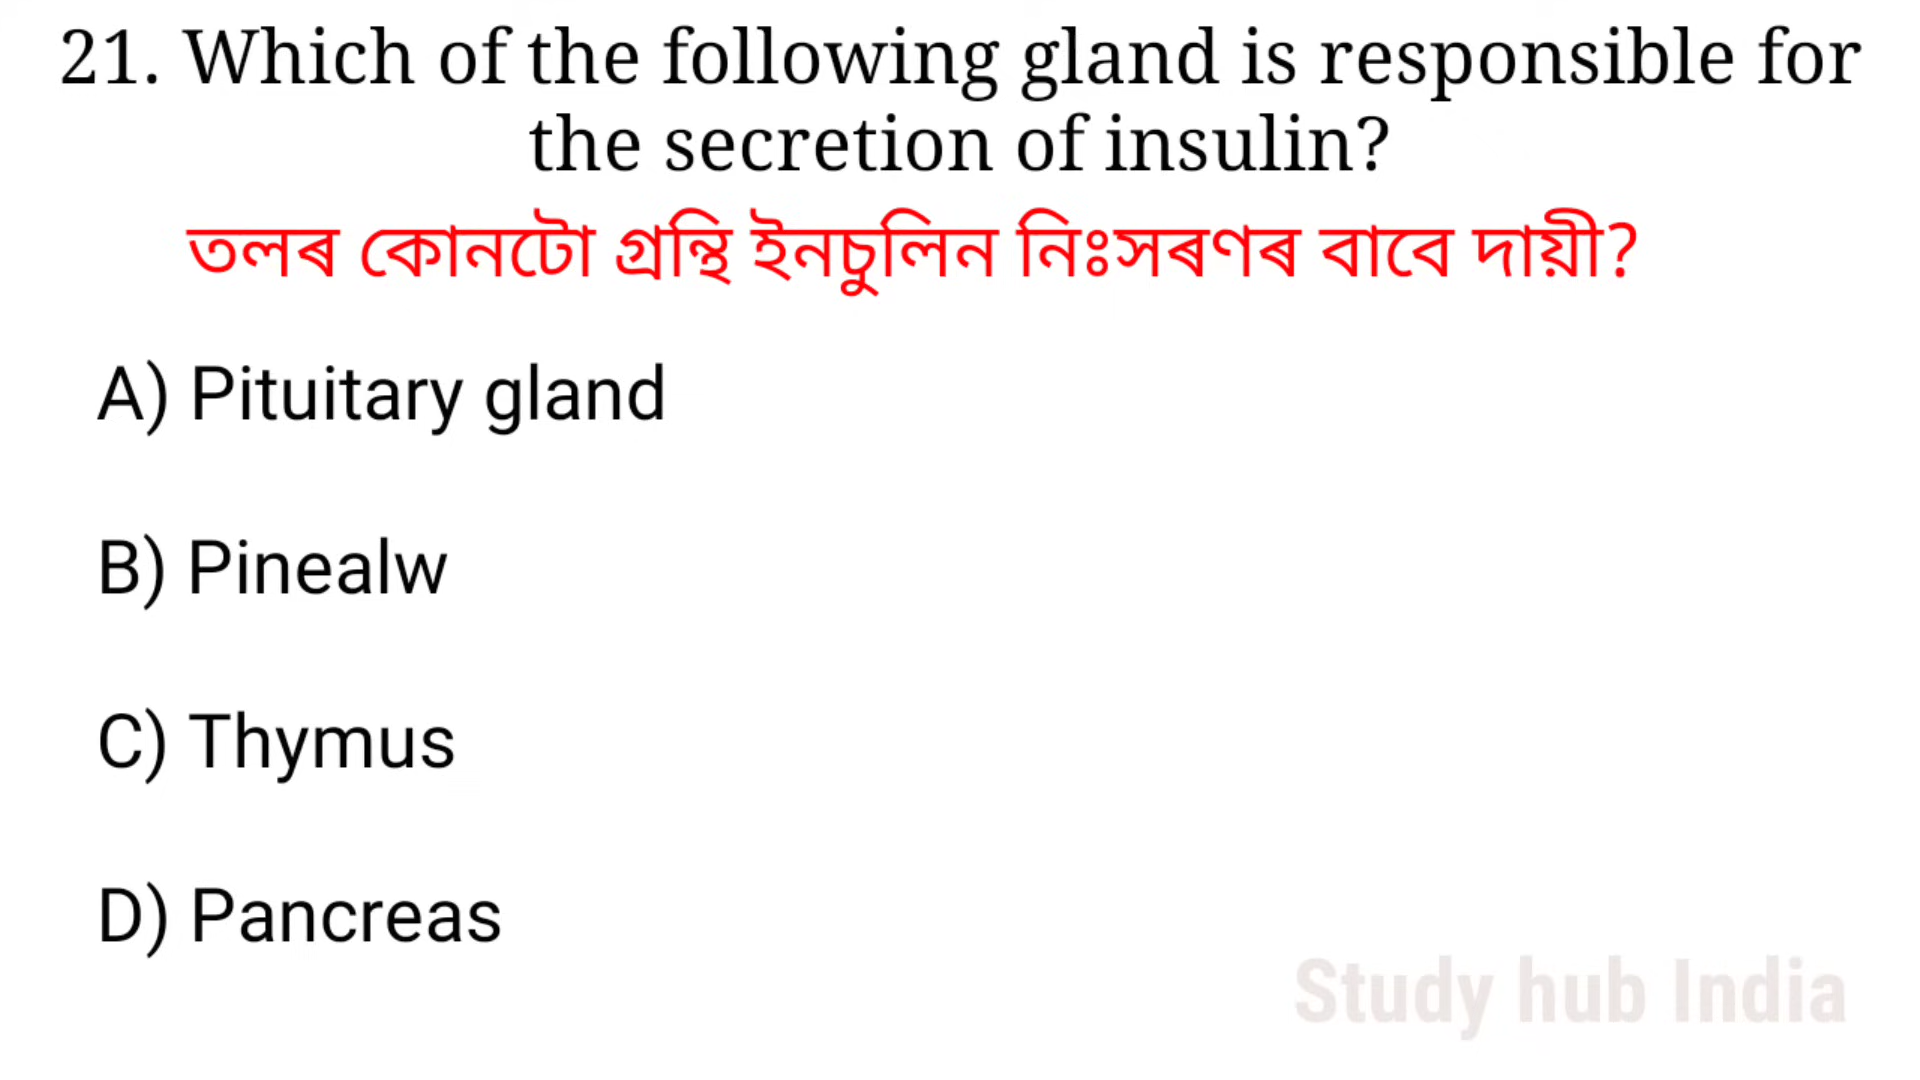 21. Which of the following gland is responsible for
the secretion of insulin?
তলৰ কোনটো গ্ৰন্থি ইনচুলিন নিঃসৰণৰ বাবে দায়ী?
A) Pituitary gland
B) Pinealw
C) Thymus
D) Pancreas
Study hub India